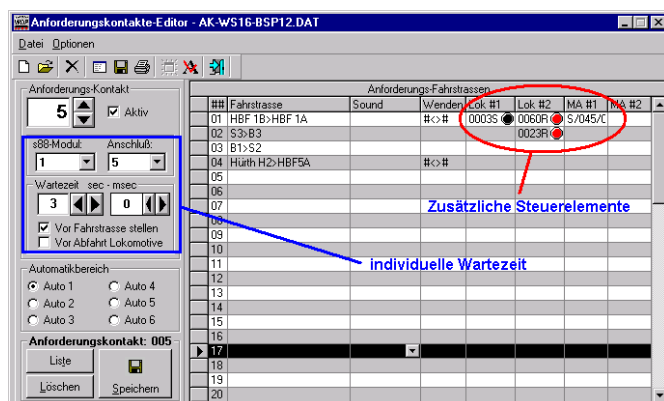 Anforderungskontakte-Editor - AK-WS16-BSP12.DAT
Datei Optionen
Anforderungs-Kontakt
5 Aktiv
s88-Modul: Anschluß:
1 5
Wartezeit sec - msec
3 0
Vor Fahrstrasse stellen
Vor Abfahrt Lokomotive
Automatikbereich
Auto 1 Auto 4
Auto 2 Auto 5
Auto 3 Auto 6
Anforderungskontakt: 005
Liste
Löschen Speichern
Anforderungs-Fahrstrassen
## Fahrstrasse Sound Wenden Lok #1 Lok #2 MA #1 MA #2
01 HBF 1B>HBF 1A #<># 0003S 0060R S/045/
02 S3>B3 0023R
03 B1>S2
04 Hürth H2>HBF5A #<>#
05
06
07
08
09
10
11
12
13
14
15
16
17
18
19
20
Zusätzliche Steuerelemente
individuelle Wartezeit